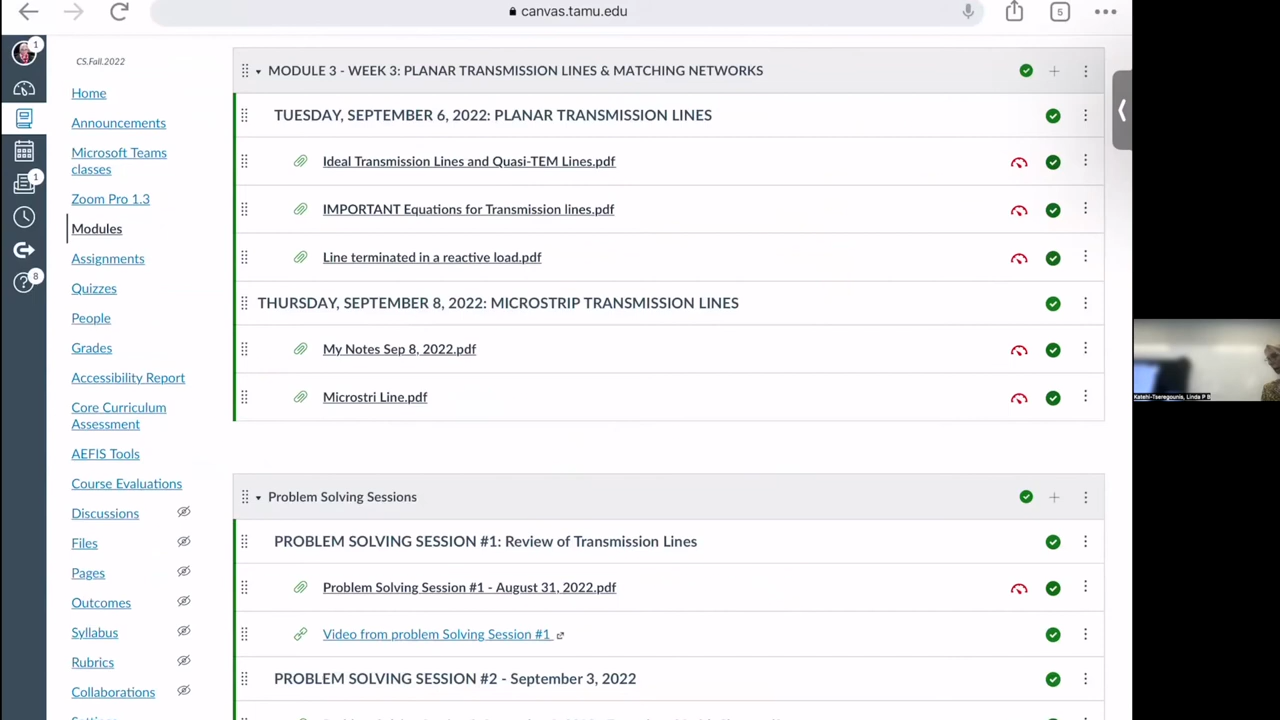 canvas.tamu.edu
5
1
CS.Fall.2022
Home
Announcements
Microsoft Teams
classes
Zoom Pro 1.3
Modules
Assignments
Quizzes
People
Grades
Accessibility Report
Core Curriculum
Assessment
AEFIS Tools
Course Evaluations
Discussions
Files
Pages
Outcomes
Syllabus
Rubrics
Collaborations
1
8
MODULE 3 - WEEK 3: PLANAR TRANSMISSION LINES & MATCHING NETWORKS
TUESDAY, SEPTEMBER 6, 2022: PLANAR TRANSMISSION LINES
Ideal Transmission Lines and Quasi-TEM Lines.pdf
IMPORTANT Equations for Transmission lines.pdf
Line terminated in a reactive load.pdf
THURSDAY, SEPTEMBER 8, 2022: MICROSTRIP TRANSMISSION LINES
My Notes Sep 8, 2022.pdf
Microstri Line.pdf
Problem Solving Sessions
PROBLEM SOLVING SESSION #1: Review of Transmission Lines
Problem Solving Session #1 - August 31, 2022.pdf
Video from problem Solving Session #1
PROBLEM SOLVING SESSION #2 - September 3, 2022
Katehi-Tseregounis, Linda P B